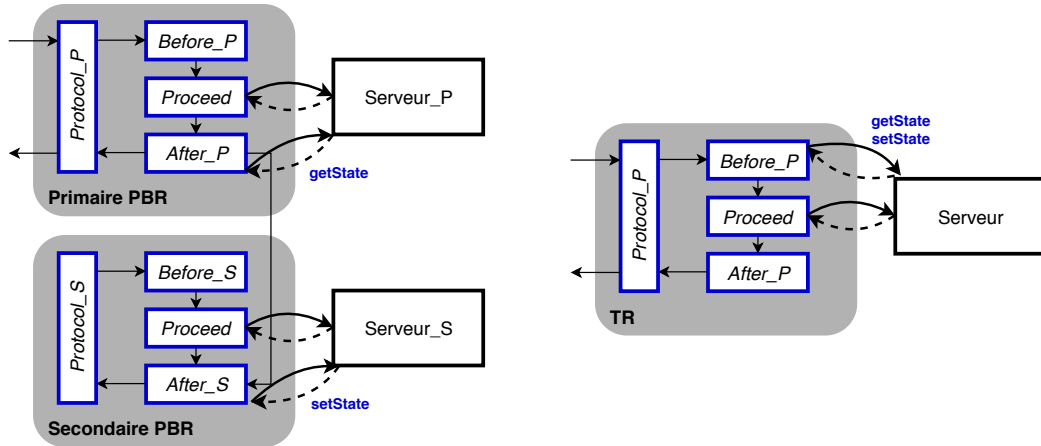 Protocol_P
Before_P
Proceed
After_P
Serveur_P
getState
Primaire PBR
Protocol_S
Before_S
Proceed
After_S
Serveur_S
setState
Secondaire PBR
getState
setState
Protocol_P
Before_P
Proceed
After_P
Serveur
TR